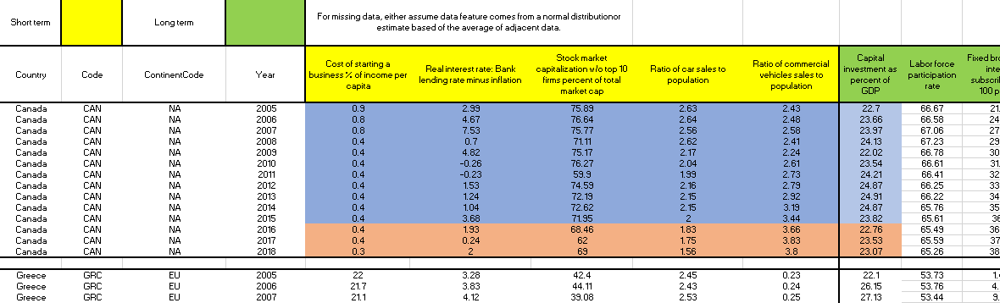 For missing data, either assume data feature comes from a normal distributionor
Short term Long term
estimate based of the average of adjacent data.
Country Code ContinentCode Year
Cost of starting a
business % of income per
capita
Real interest rate: Bank
lending rate minus inflation
Stock market
capitalization w/o top 10
firms percent of total
market cap
Ratio of car sales to
population
Ratio of commercial
vehicles sales to
population
Capital
investment as
percent of
GDP
Labor force
participation
rate
Fixed
100
Canada CAN NA 2005 0.9 2.99 75.89 2.63 2.43 22.7 66.67 21.
Canada CAN NA 2006 0.8 4.67 76.64 2.64 2.48 23.66 66.58 24
Canada CAN NA 2007 0.8 7.53 75.77 2.56 2.58 23.97 67.06 27
Canada CAN NA 2008 0.4 0.7 71.11 2.62 2.41 24.13 67.23 29
Canada CAN NA 2009 0.4 4.82 75.17 2.17 2.24 22.02 66.78 30
Canada CAN NA 2010 0.4 -0.26 76.27 2.04 2.61 23.54 66.61 31.
Canada CAN NA 2011 0.4 -0.23 59.9 1.99 2.73 24.21 66.41 32
Canada CAN NA 2012 0.4 1.53 74.59 2.16 2.79 24.87 66.25 33
Canada CAN NA 2013 0.4 1.24 72.19 2.15 2.92 24.91 66.22 34
Canada CAN NA 2014 0.4 1.04 72.62 2.15 3.19 24.87 65.76 35
Canada CAN NA 2015 0.4 3.68 71.95 2 3.44 23.82 65.61 36
Canada CAN NA 2016 0.4 1.93 68.46 1.83 3.66 22.76 65.49 36
Canada CAN NA 2017 0.4 0.24 62 1.75 3.83 23.53 65.59 37
Canada CAN NA 2018 0.3 2 69 1.56 3.8 23.07 65.26 38
Greece GRC EU 2005 22 3.28 42.4 2.45 0.23 22.1 53.73 1.
Greece GRC EU 2006 21.7 3.83 44.11 2.43 0.24 26.15 53.76 4.
Greece GRC EU 2007 21.1 4.12 39.08 2.53 0.25 27.13 53.44 9.